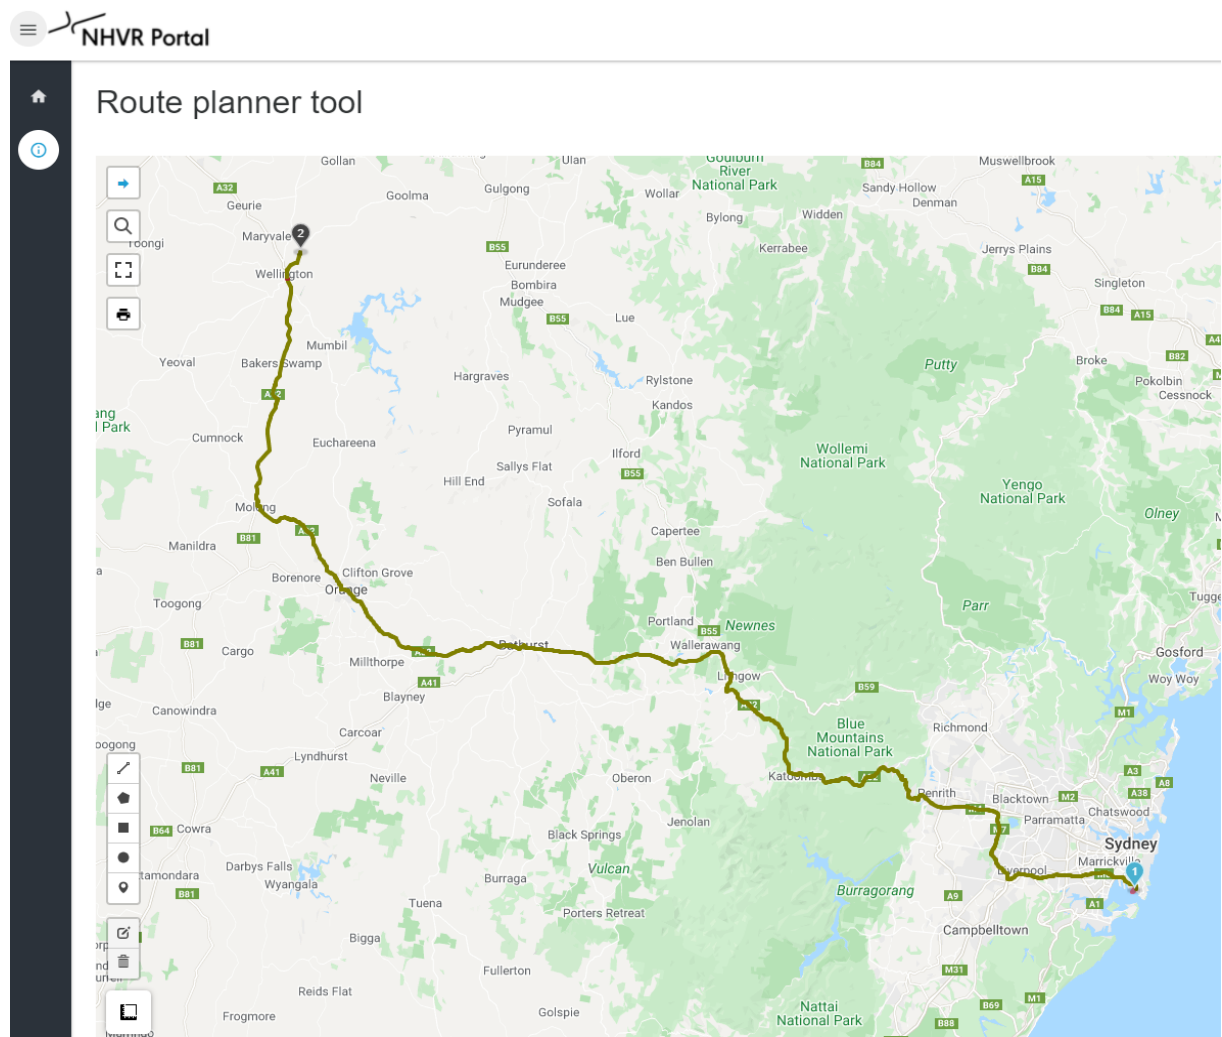 NHVR Portal
Route planner tool
Gollan
Ulan
Goulburn
River
National Park
B84
Muswellbrook
A15
A32
Goolma
Gulgong
Wollar
Sandy Hollow
Denman
Geurie
Bylong
Widden
Maryvale
2
B55
Kerrabee
Jerrys Plains
Wellington
Eurunderee
B84
Bombira
Mudgee
Singleton
B55
Lue
B84
A15
Mumbil
Yeoval
Bakers Swamp
Broke
B82
Putty
Hargraves
Rylstone
Pokolbin
Cessnock
Kandos
Park
Cumnock
Euchareena
Pyramul
Ilford
Wollemi
National Park
Sallys Flat
B55
Hill End
Yengo
National Park
Sofala
Molong
Olney
B81
Capertee
Manildra
Ben Bullen
Borenore
Clifton Grove
Orange
Toogong
Parr
Portland
Newnes
B55
B81
Cargo
Bathurst
Wallerawang
Gosford
Millthorpe
Lithgow
Woy Woy
A41
Blayney
B59
Canowindra
M1
Blue
Mountains
National Park
Richmond
Carcoar
Lyndhurst
B81
A41
Neville
Oberon
Katoomba
A3
A8
Penrith
Blacktown
M2
A38
Chatswood
Parramatta
Jenolan
B64
Cowra
Black Springs
M7
Sydney
Darbys Falls
Vulcan
Liverpool
Marrickville
1
Wyangala
Burraga
Burragorang
B81
A9
A1
Tuena
Porters Retreat
Campbelltown
Bigga
Fullerton
M31
Reids Flat
Nattai
National Park
B69
M1
Frogmore
Golspie
B88